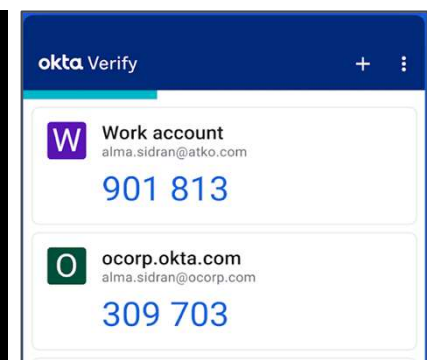 okta Verify
W
Work account
alma.sidran@atko.com
901 813
O
ocorp.okta.com
alma.sidran@ocorp.com
309 703